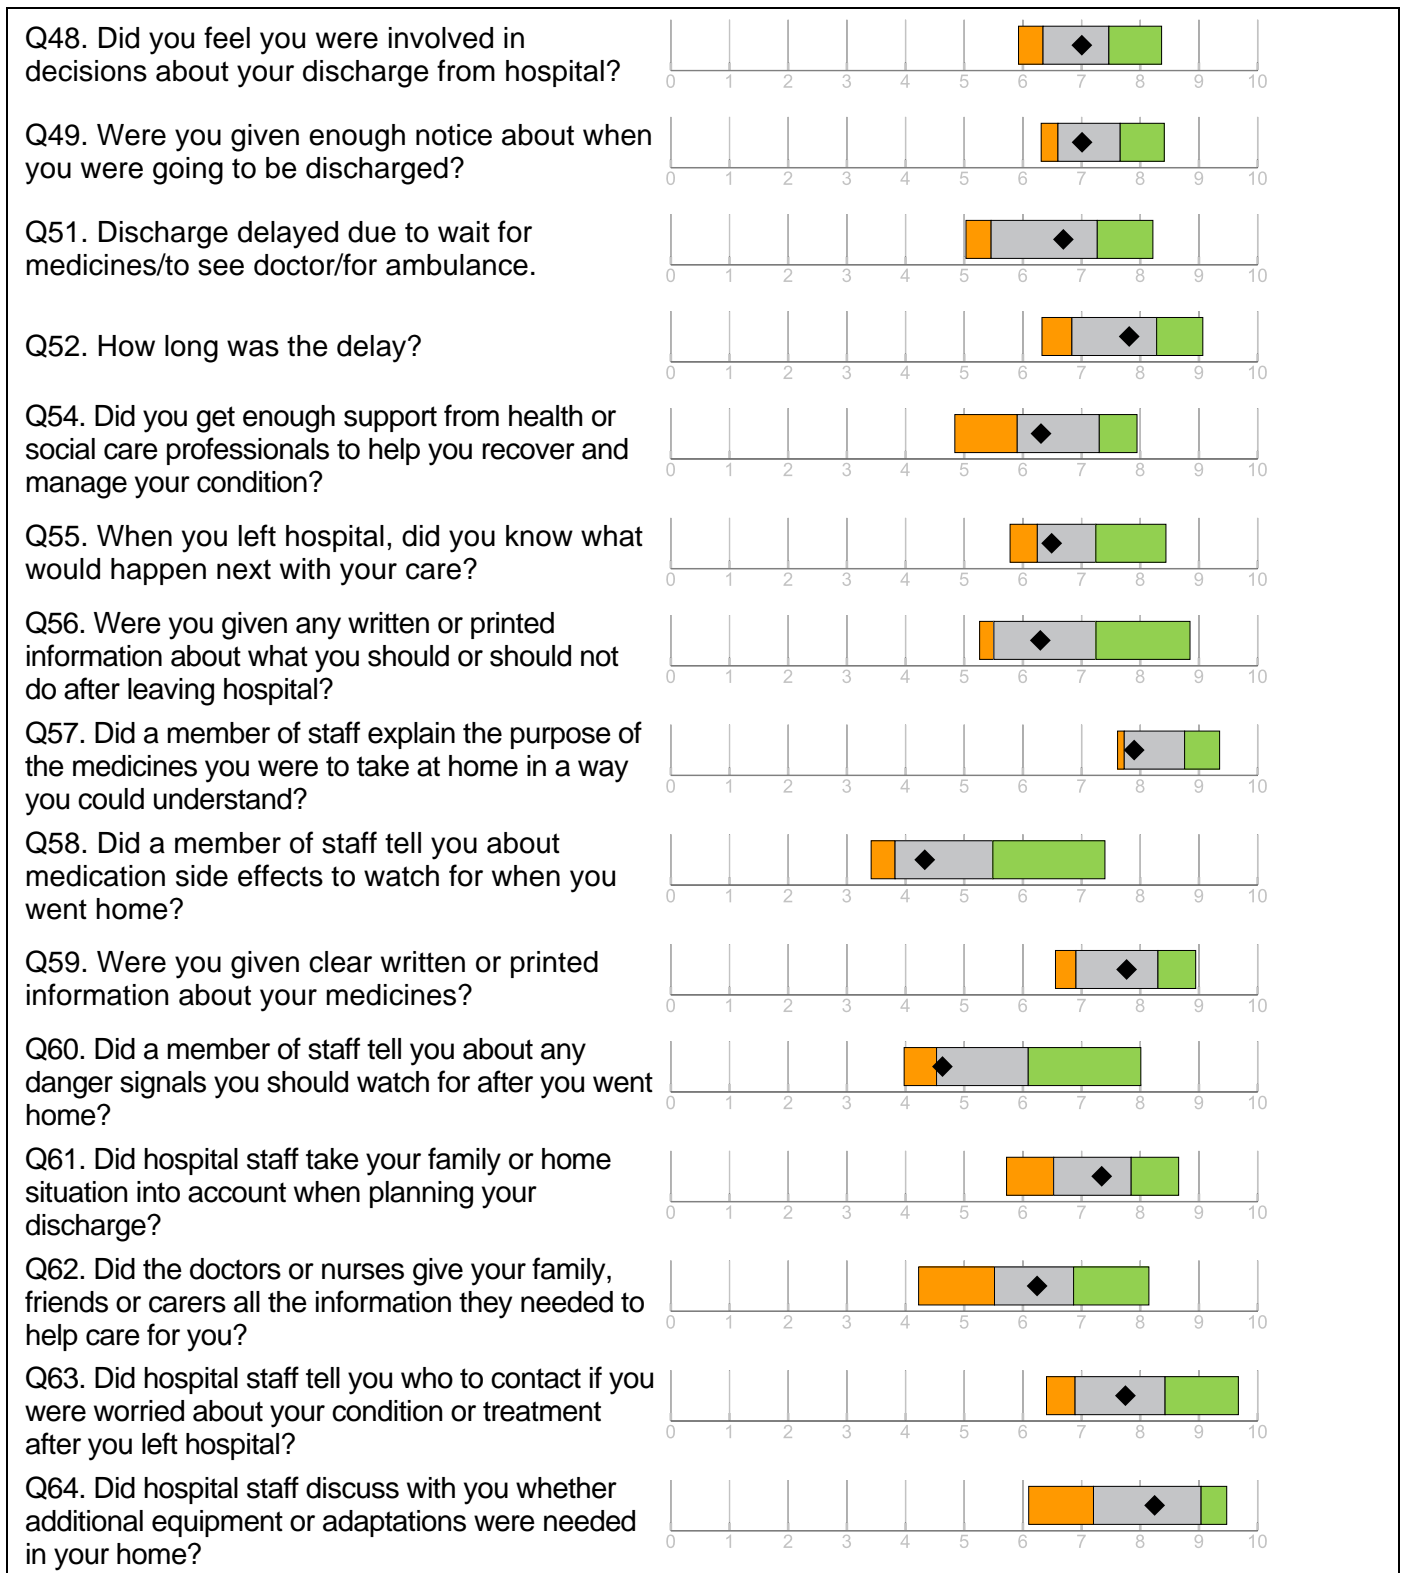 Q48. Did you feel you were involved in
decisions about your discharge from hospital?
0 1 2 3 4 5 6 7 8 9 10
Q49. Were you given enough notice about when
you were going to be discharged?
0 1 2 3 4 5 6 7 8 9 10
Q51. Discharge delayed due to wait for
medicines/to see doctor/for ambulance.
0 1 2 3 4 5 6 7 8 9 10
Q52. How long was the delay?
0 1 2 3 4 5 6 7 8 9 10
Q54. Did you get enough support from health or
social care professionals to help you recover and
manage your condition?
0 1 2 3 4 5 6 7 8 9 10
Q55. When you left hospital, did you know what
would happen next with your care?
0 1 2 3 4 5 6 7 8 9 10
Q56. Were you given any written or printed
information about what you should or should not
do after leaving hospital?
0 1 2 3 4 5 6 7 8 9 10
Q57. Did a member of staff explain the purpose of
the medicines you were to take at home in a way
you could understand?
0 1 2 3 4 5 6 7 8 9 10
Q58. Did a member of staff tell you about
medication side effects to watch for when you
went home?
0 1 2 3 4 5 6 7 8 9 10
Q59. Were you given clear written or printed
information about your medicines?
0 1 2 3 4 5 6 7 8 9 10
Q60. Did a member of staff tell you about any
danger signals you should watch for after you went
home?
0 1 2 3 4 5 6 7 8 9 10
Q61. Did hospital staff take your family or home
situation into account when planning your
discharge?
0 1 2 3 4 5 6 7 8 9 10
Q62. Did the doctors or nurses give your family,
friends or carers all the information they needed to
help care for you?
0 1 2 3 4 5 6 7 8 9 10
Q63. Did hospital staff tell you who to contact if you
were worried about your condition or treatment
after you left hospital?
0 1 2 3 4 5 6 7 8 9 10
Q64. Did hospital staff discuss with you whether
additional equipment or adaptations were needed
in your home?
0 1 2 3 4 5 6 7 8 9 10